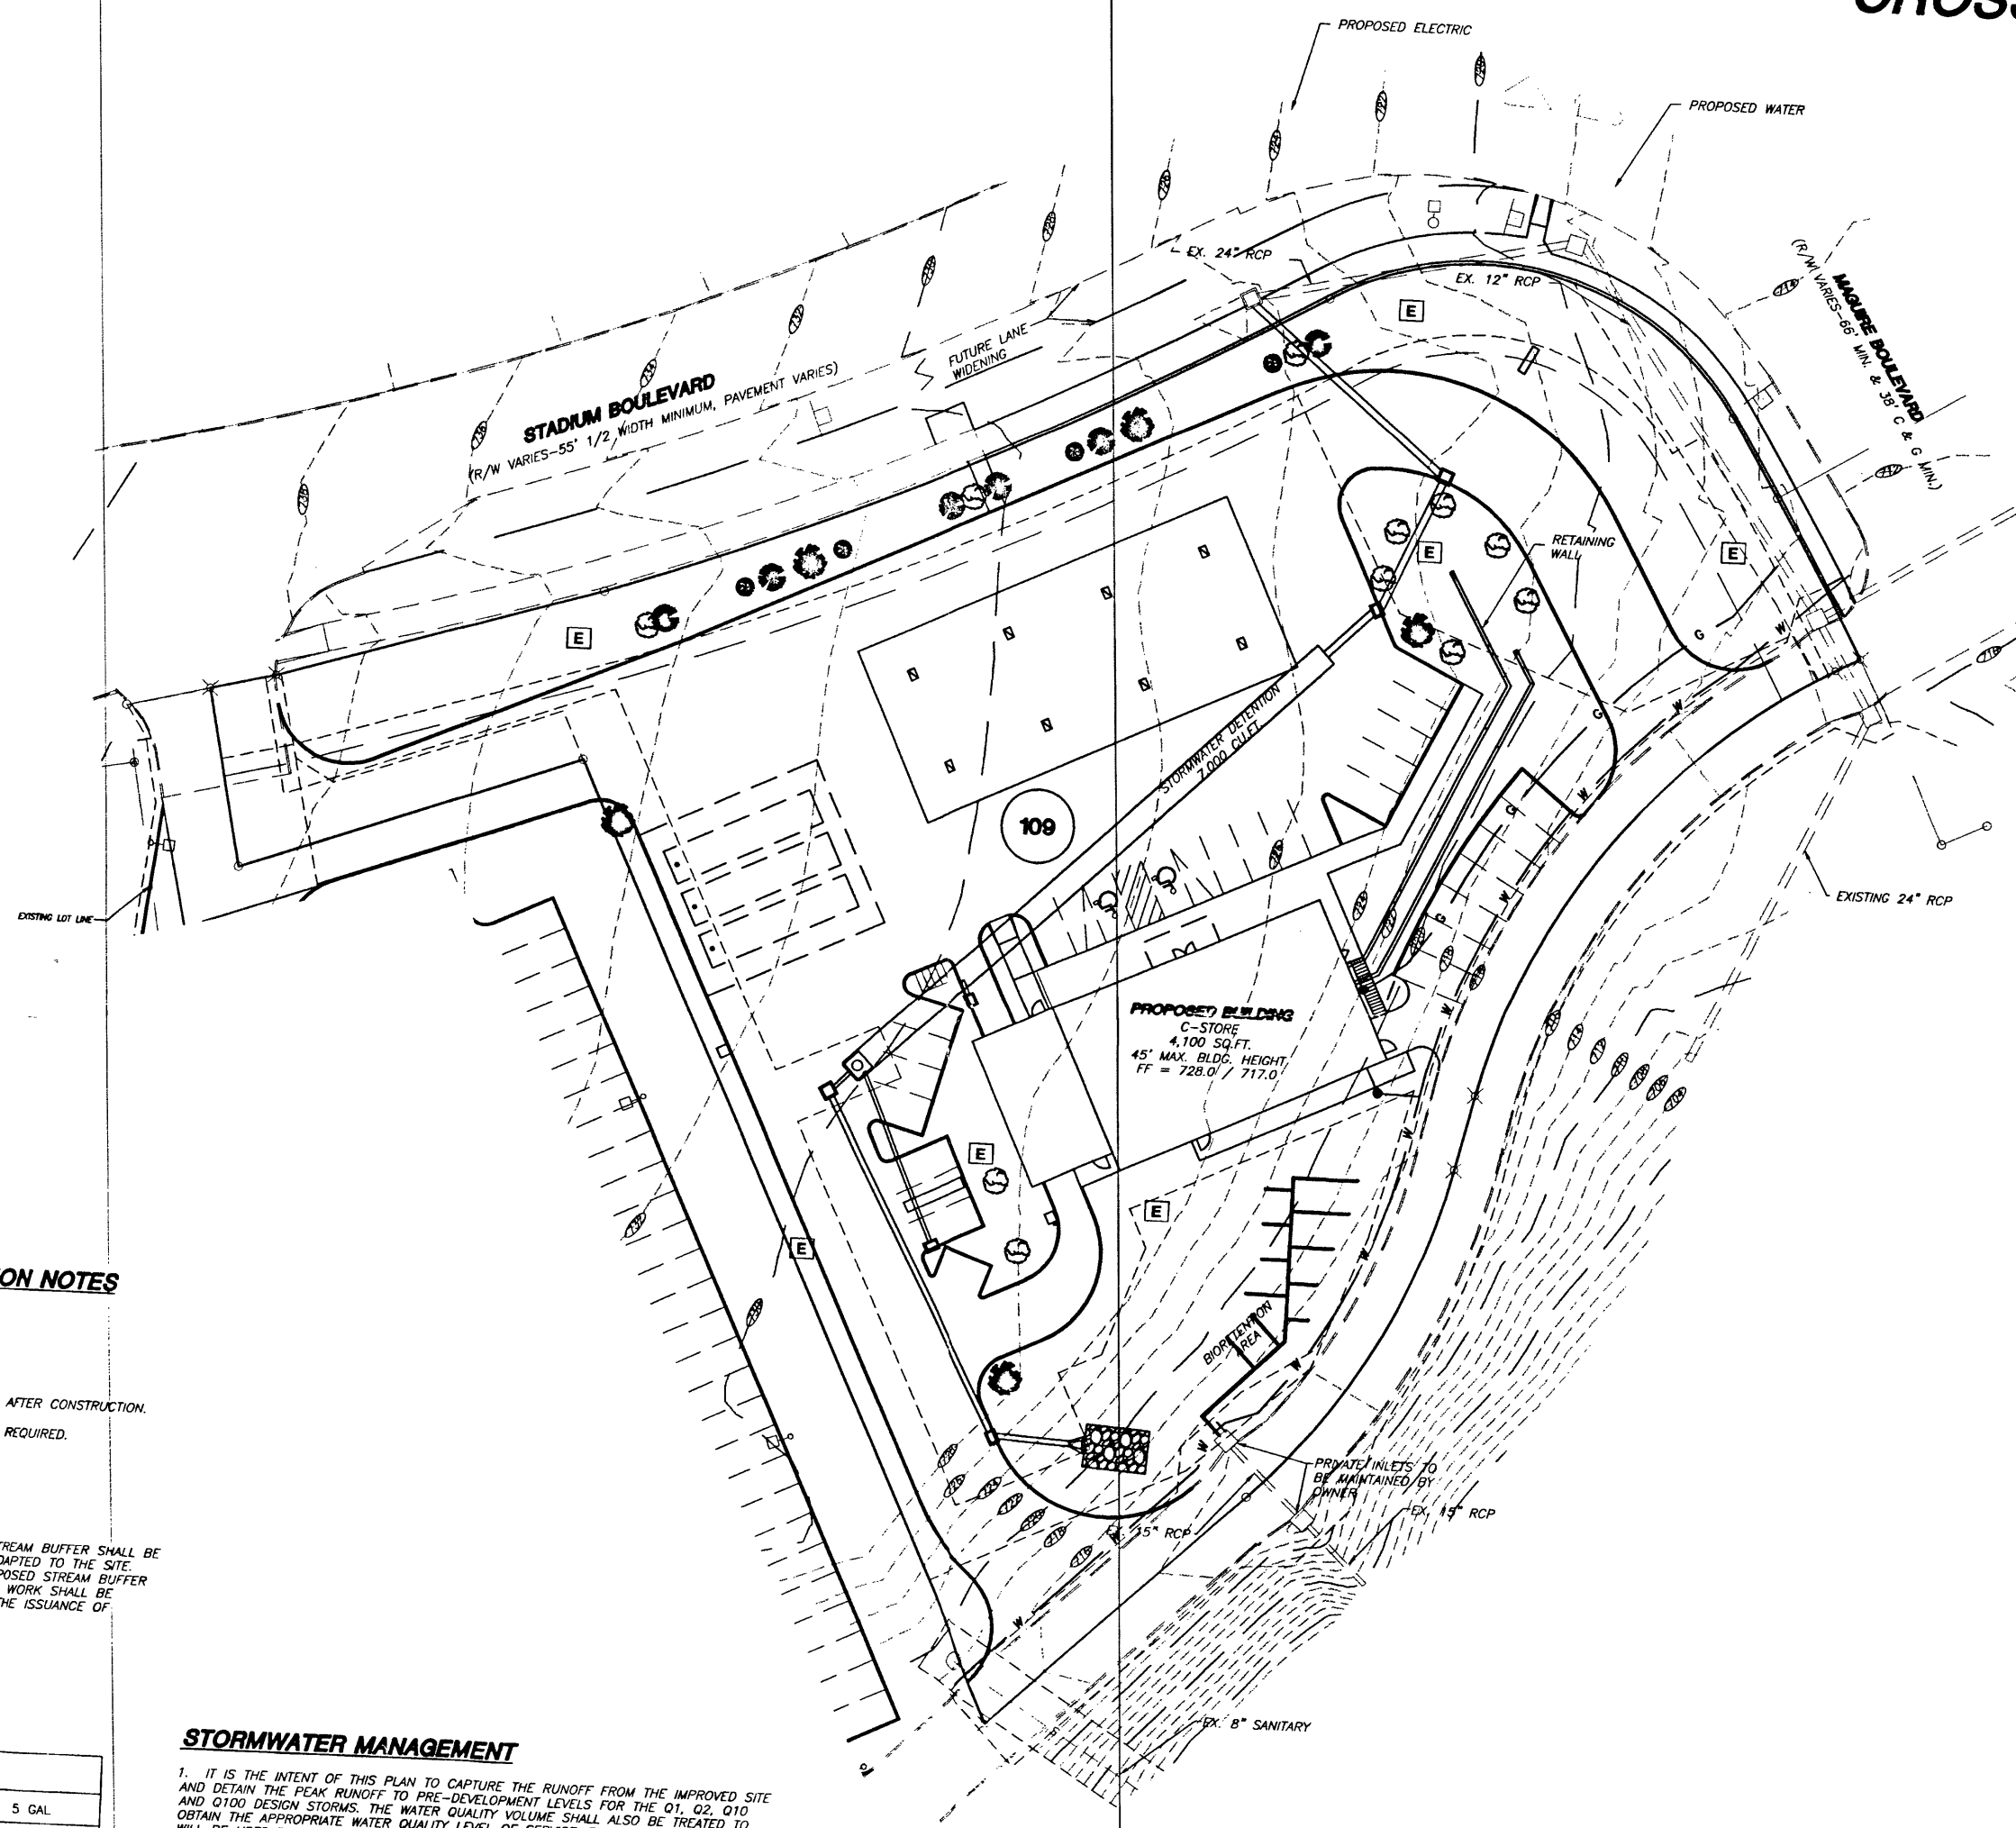 CROSS
PROPOSED ELECTRIC
PROPOSED WATER
EX. 24" RCP
EX. 12" RCP
E
MAGUIRE BOULEVARD
(R/W VARIES-66' MIN. & 38' C & G MIN.)
FUTURE LANE
WIDENING
STADIUM BOULEVARD
(R/W VARIES-55' 1/2 WIDTH MINIMUM, PAVEMENT VARIES)
E
RETAINING
WALL
E
E
G
W
STORMWATER DETENTION
7,000 CU.FT.
G
W
W
G
109
EXISTING LOT LINE
G
W
EXISTING 24" RCP
W
PROPOSED BUILDING
C-STORE
4,100 SQ.FT.
45' MAX. BLDG. HEIGHT
FF = 728.0 / 717.0
W
E
E
E
W
ON NOTES
BIORETENTION
AREA
W
AFTER CONSTRUCTION.
REQUIRED.
W
PRIVATE INLETS TO
BE MAINTAINED BY
OWNER
EX. 15" RCP
EX. 15" RCP
TREAM BUFFER SHALL BE
DAPTED TO THE SITE.
POSED STREAM BUFFER
WORK SHALL BE
HE ISSUANCE OF
W
EX. 8" SANITARY
STORMWATER MANAGEMENT
1. IT IS THE INTENT OF THIS PLAN TO CAPTURE THE RUNOFF FROM THE IMPROVED SITE
AND DETAIN THE PEAK RUNOFF TO PRE-DEVELOPMENT LEVELS FOR THE Q1, Q2, Q10
AND Q100 DESIGN STORMS. THE WATER QUALITY VOLUME SHALL ALSO BE TREATED TO
OBTAIN THE APPROPRIATE WATER QUALITY LEVEL OF
5 GAL